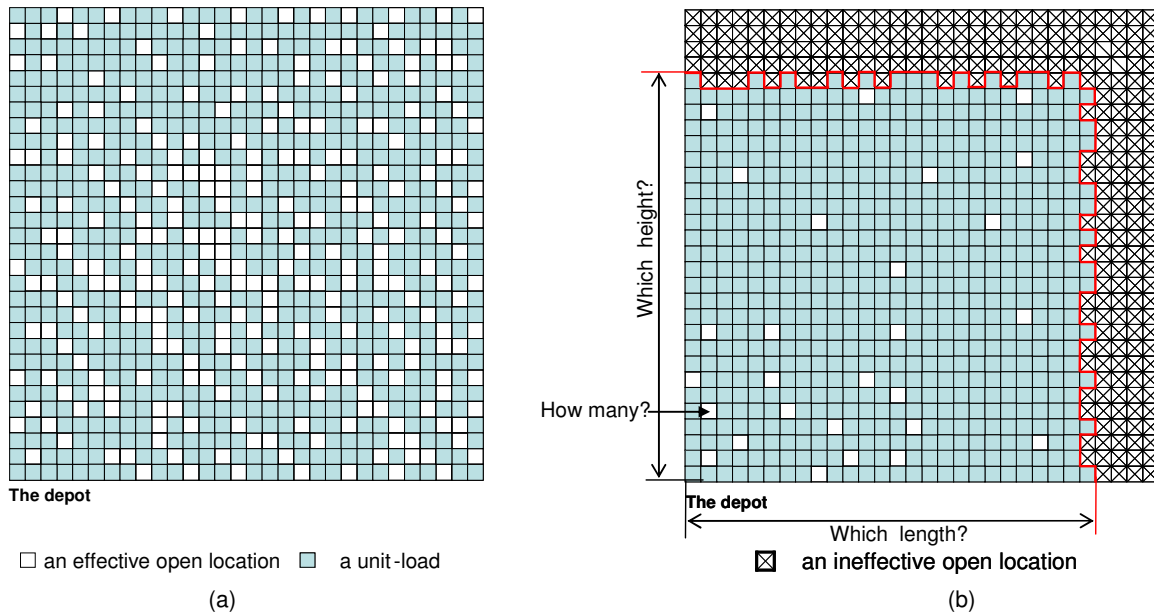 Which height?
How many?
The depot
The depot
Which length?
an effective open location
a unit-load
an ineffective open location
(a)
(b)